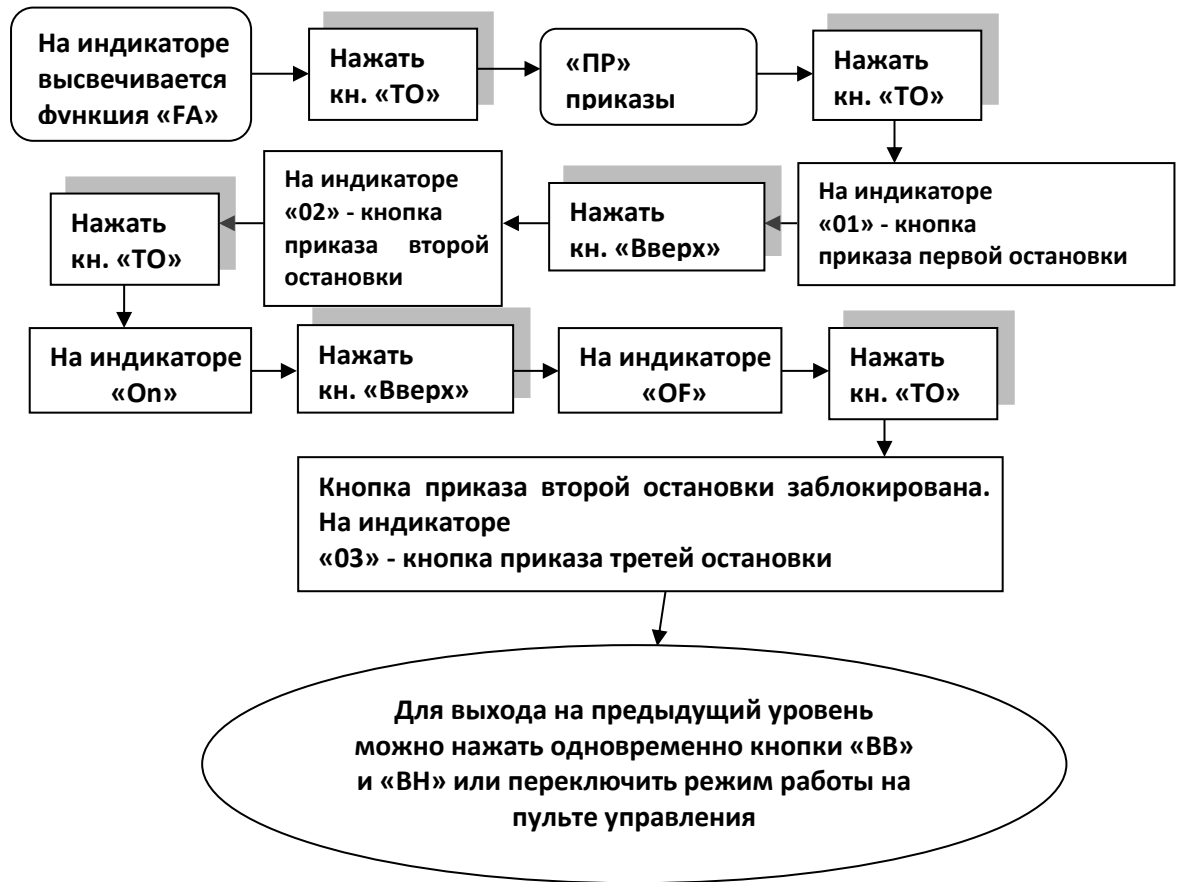 На индикаторе
высвечивается
функция «FA»
Нажать
кн. «ТО»
«ПР»
приказы
Нажать
кн. «ТО»
На индикаторе
«01» - кнопка
приказа первой остановки
Нажать
кн. «Вверх»
На индикаторе
«02» - кнопка
приказа второй
остановки
Нажать
кн. «ТО»
На индикаторе
«On»
Нажать
кн. «Вверх»
На индикаторе
«OF»
Нажать
кн. «ТО»
Кнопка приказа второй остановки заблокирована.
На индикаторе
«03» - кнопка приказа третей остановки
Для выхода на предыдущий уровень
можно нажать одновременно кнопки «ВВ»
и «ВН» или переключить режим работы на
пульте управления